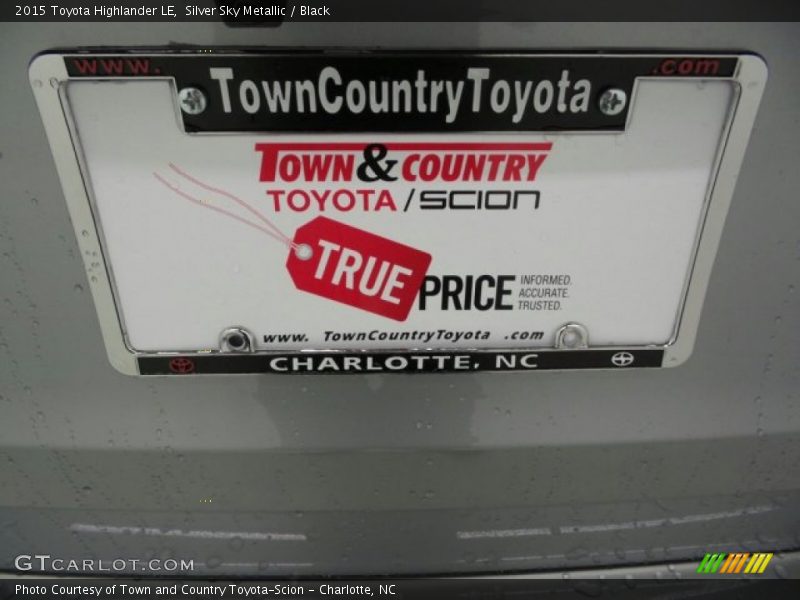 2015 Toyota Highlander LE, Silver Sky Metallic / Black
www. .com
TownCountryToyota
TOWN & COUNTRY
TOYOTA / SCION
TRUE
PRICE
INFORMED.
ACCURATE.
TRUSTED.
www. TownCountryToyota .com
CHARLOTTE, NC
GTCARLOT.COM
Photo Courtesy of Town and Country Toyota-Scion - Charlotte, NC